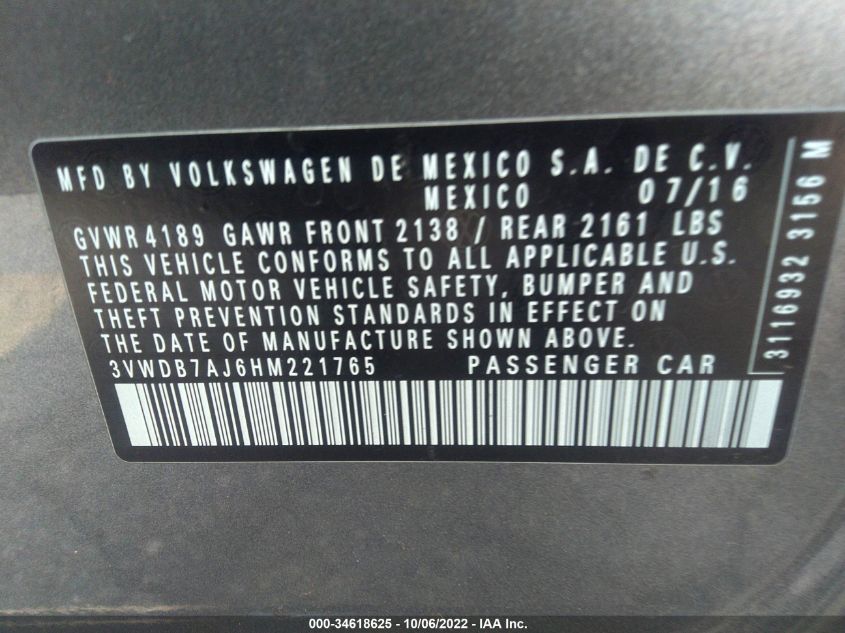 MFD BY VOLKSWAGEN DE MEXICO S.A. DE C.V.
MEXICO 07/16
GVWR 4189 GAWR FRONT 2138 / REAR 2161 LBS
THIS VEHICLE CONFORMS TO ALL APPLICABLE U.S.
FEDERAL MOTOR VEHICLE SAFETY, BUMPER AND
THEFT PREVENTION STANDARDS IN EFFECT ON
THE DATE OF MANUFACTURE SHOWN ABOVE.
3VWDB7AJ6HM221765 PASSENGER CAR
3116932 3156 M
000-34618625 - 10/06/2022 - IAA Inc.